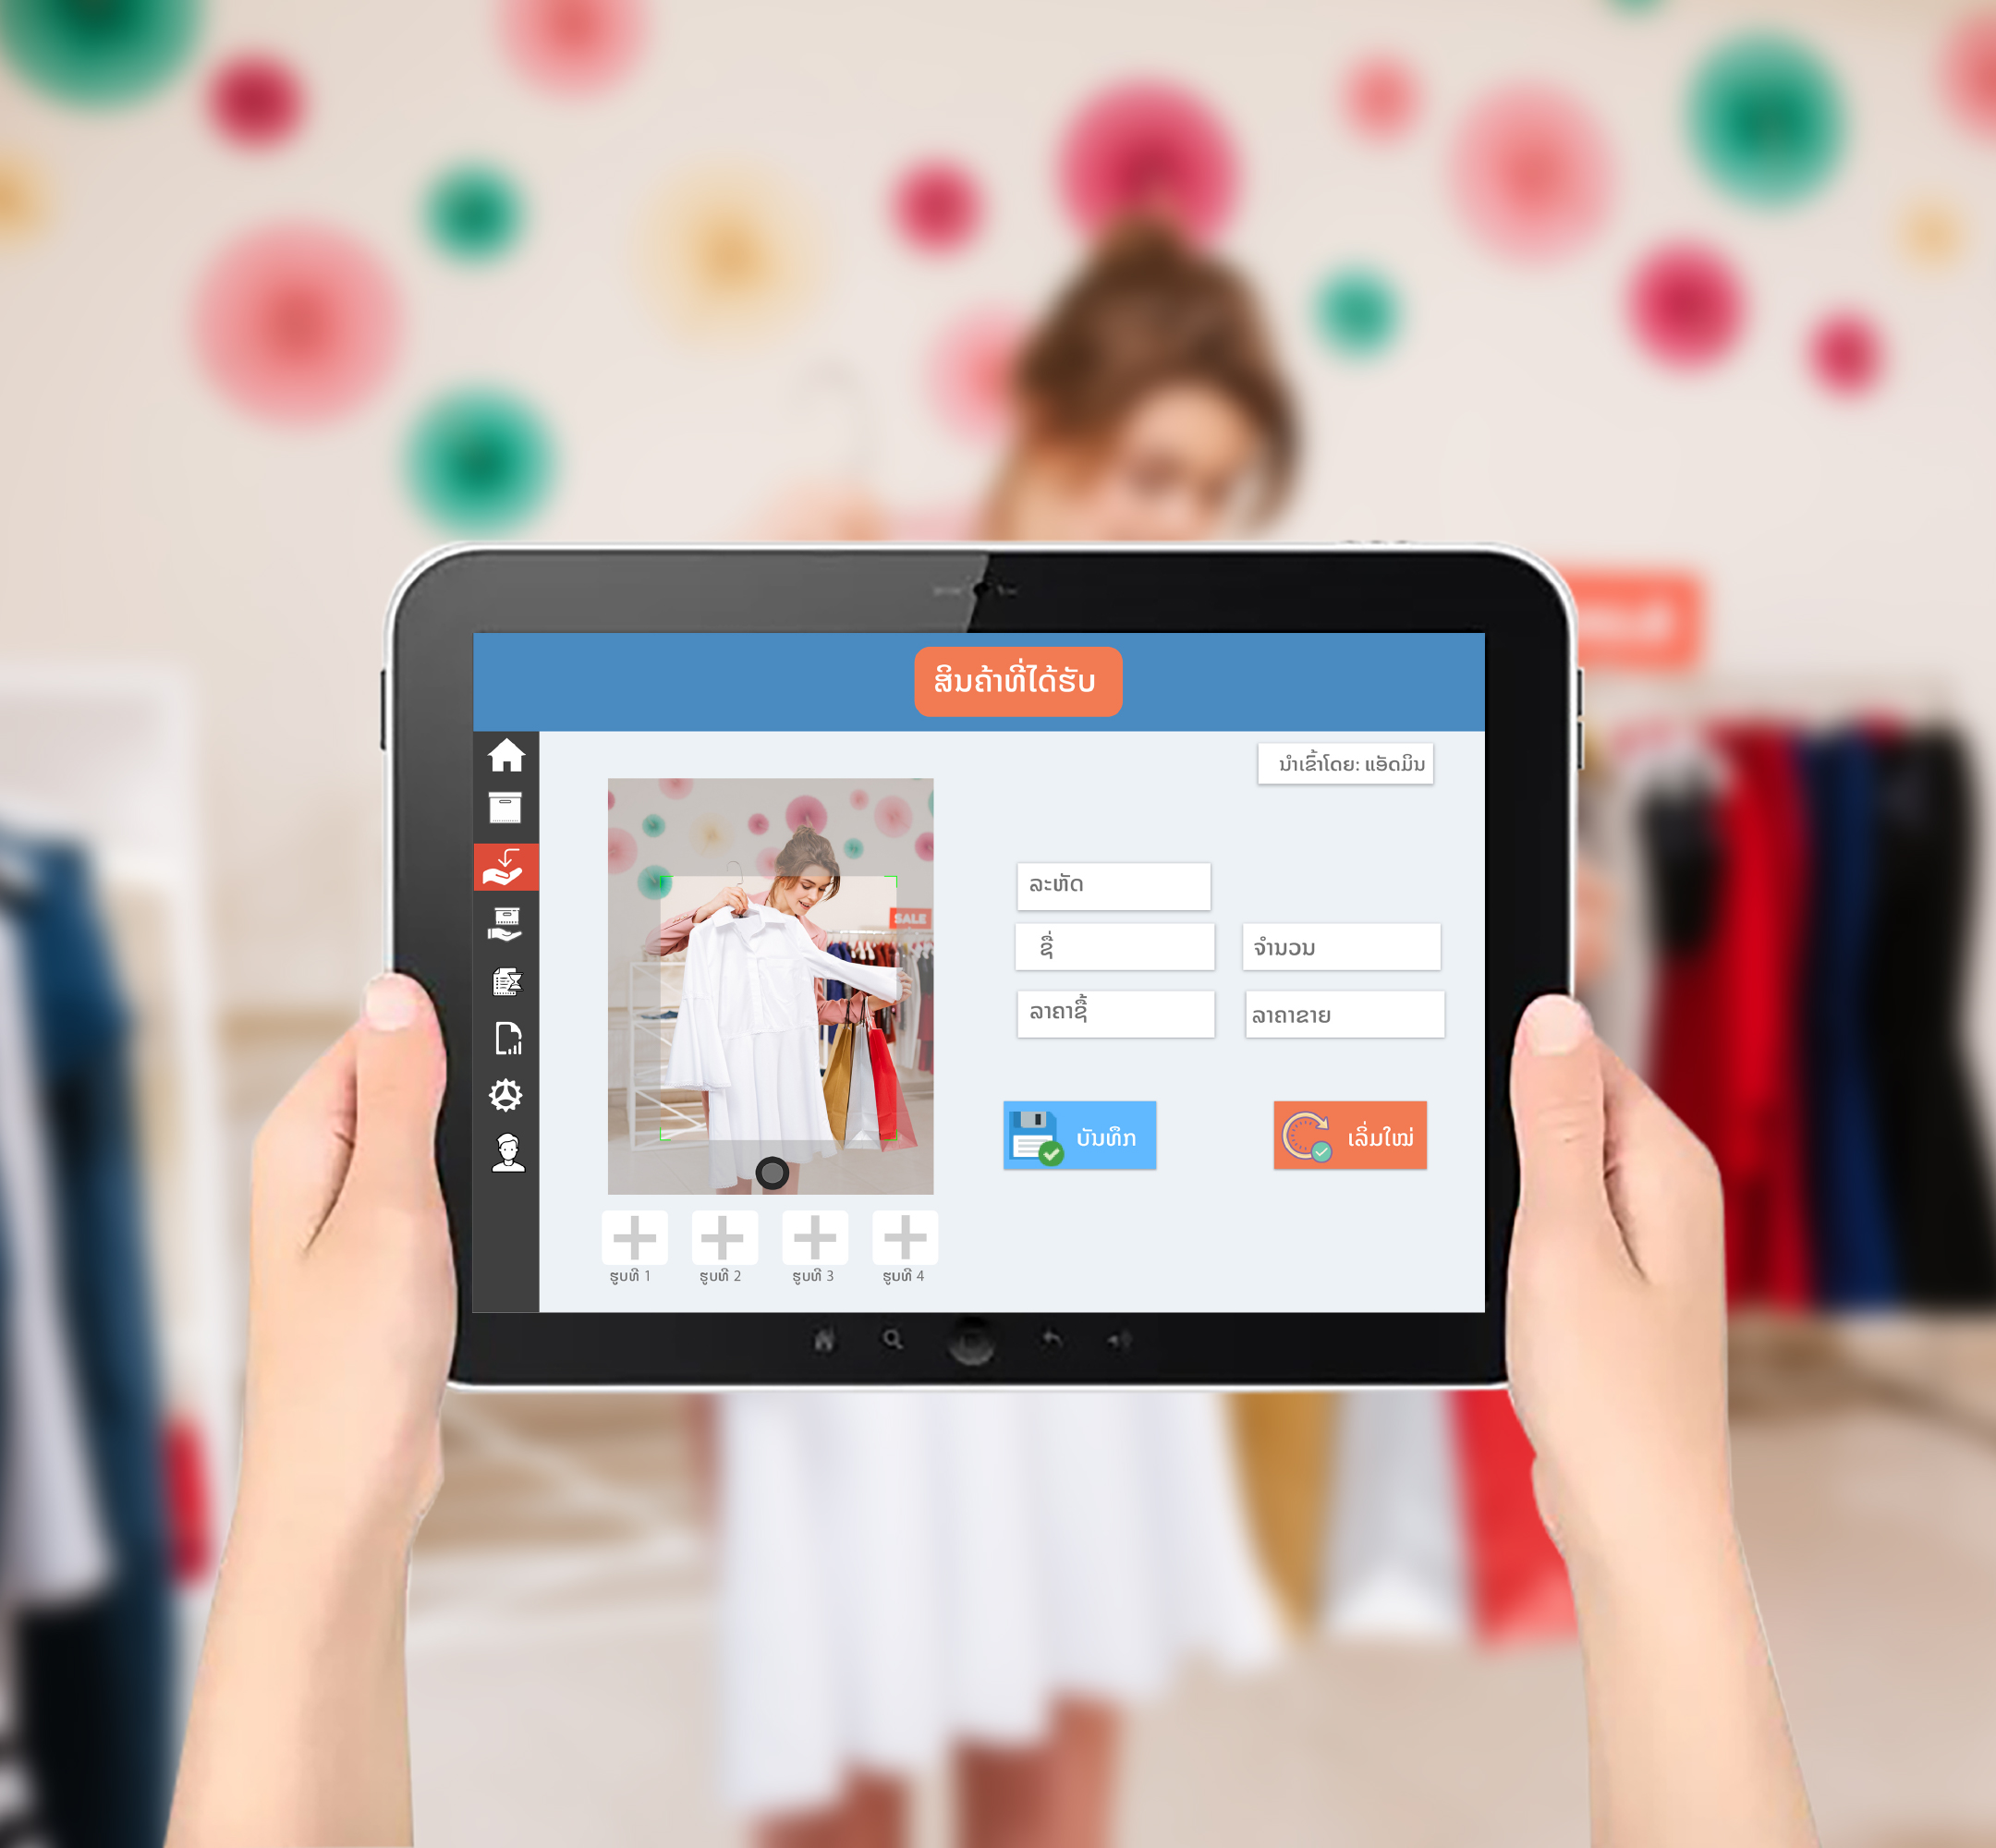 ສິນຄ້າທີ່ໄດ້ຮັບ
ນຳເຂົ້າໂດຍ: ແອັດມິນ
ລະຫັດ
ຊື່
ຈຳນວນ
ລາຄາຊື້
ລາຄາຂາຍ
SALE
ບັນທຶກ
ເລິ່ມໃໝ່
ຮູບທີ 1
ຮູບທີ 2
ຮູບທີ 3
ຮູບທີ 4